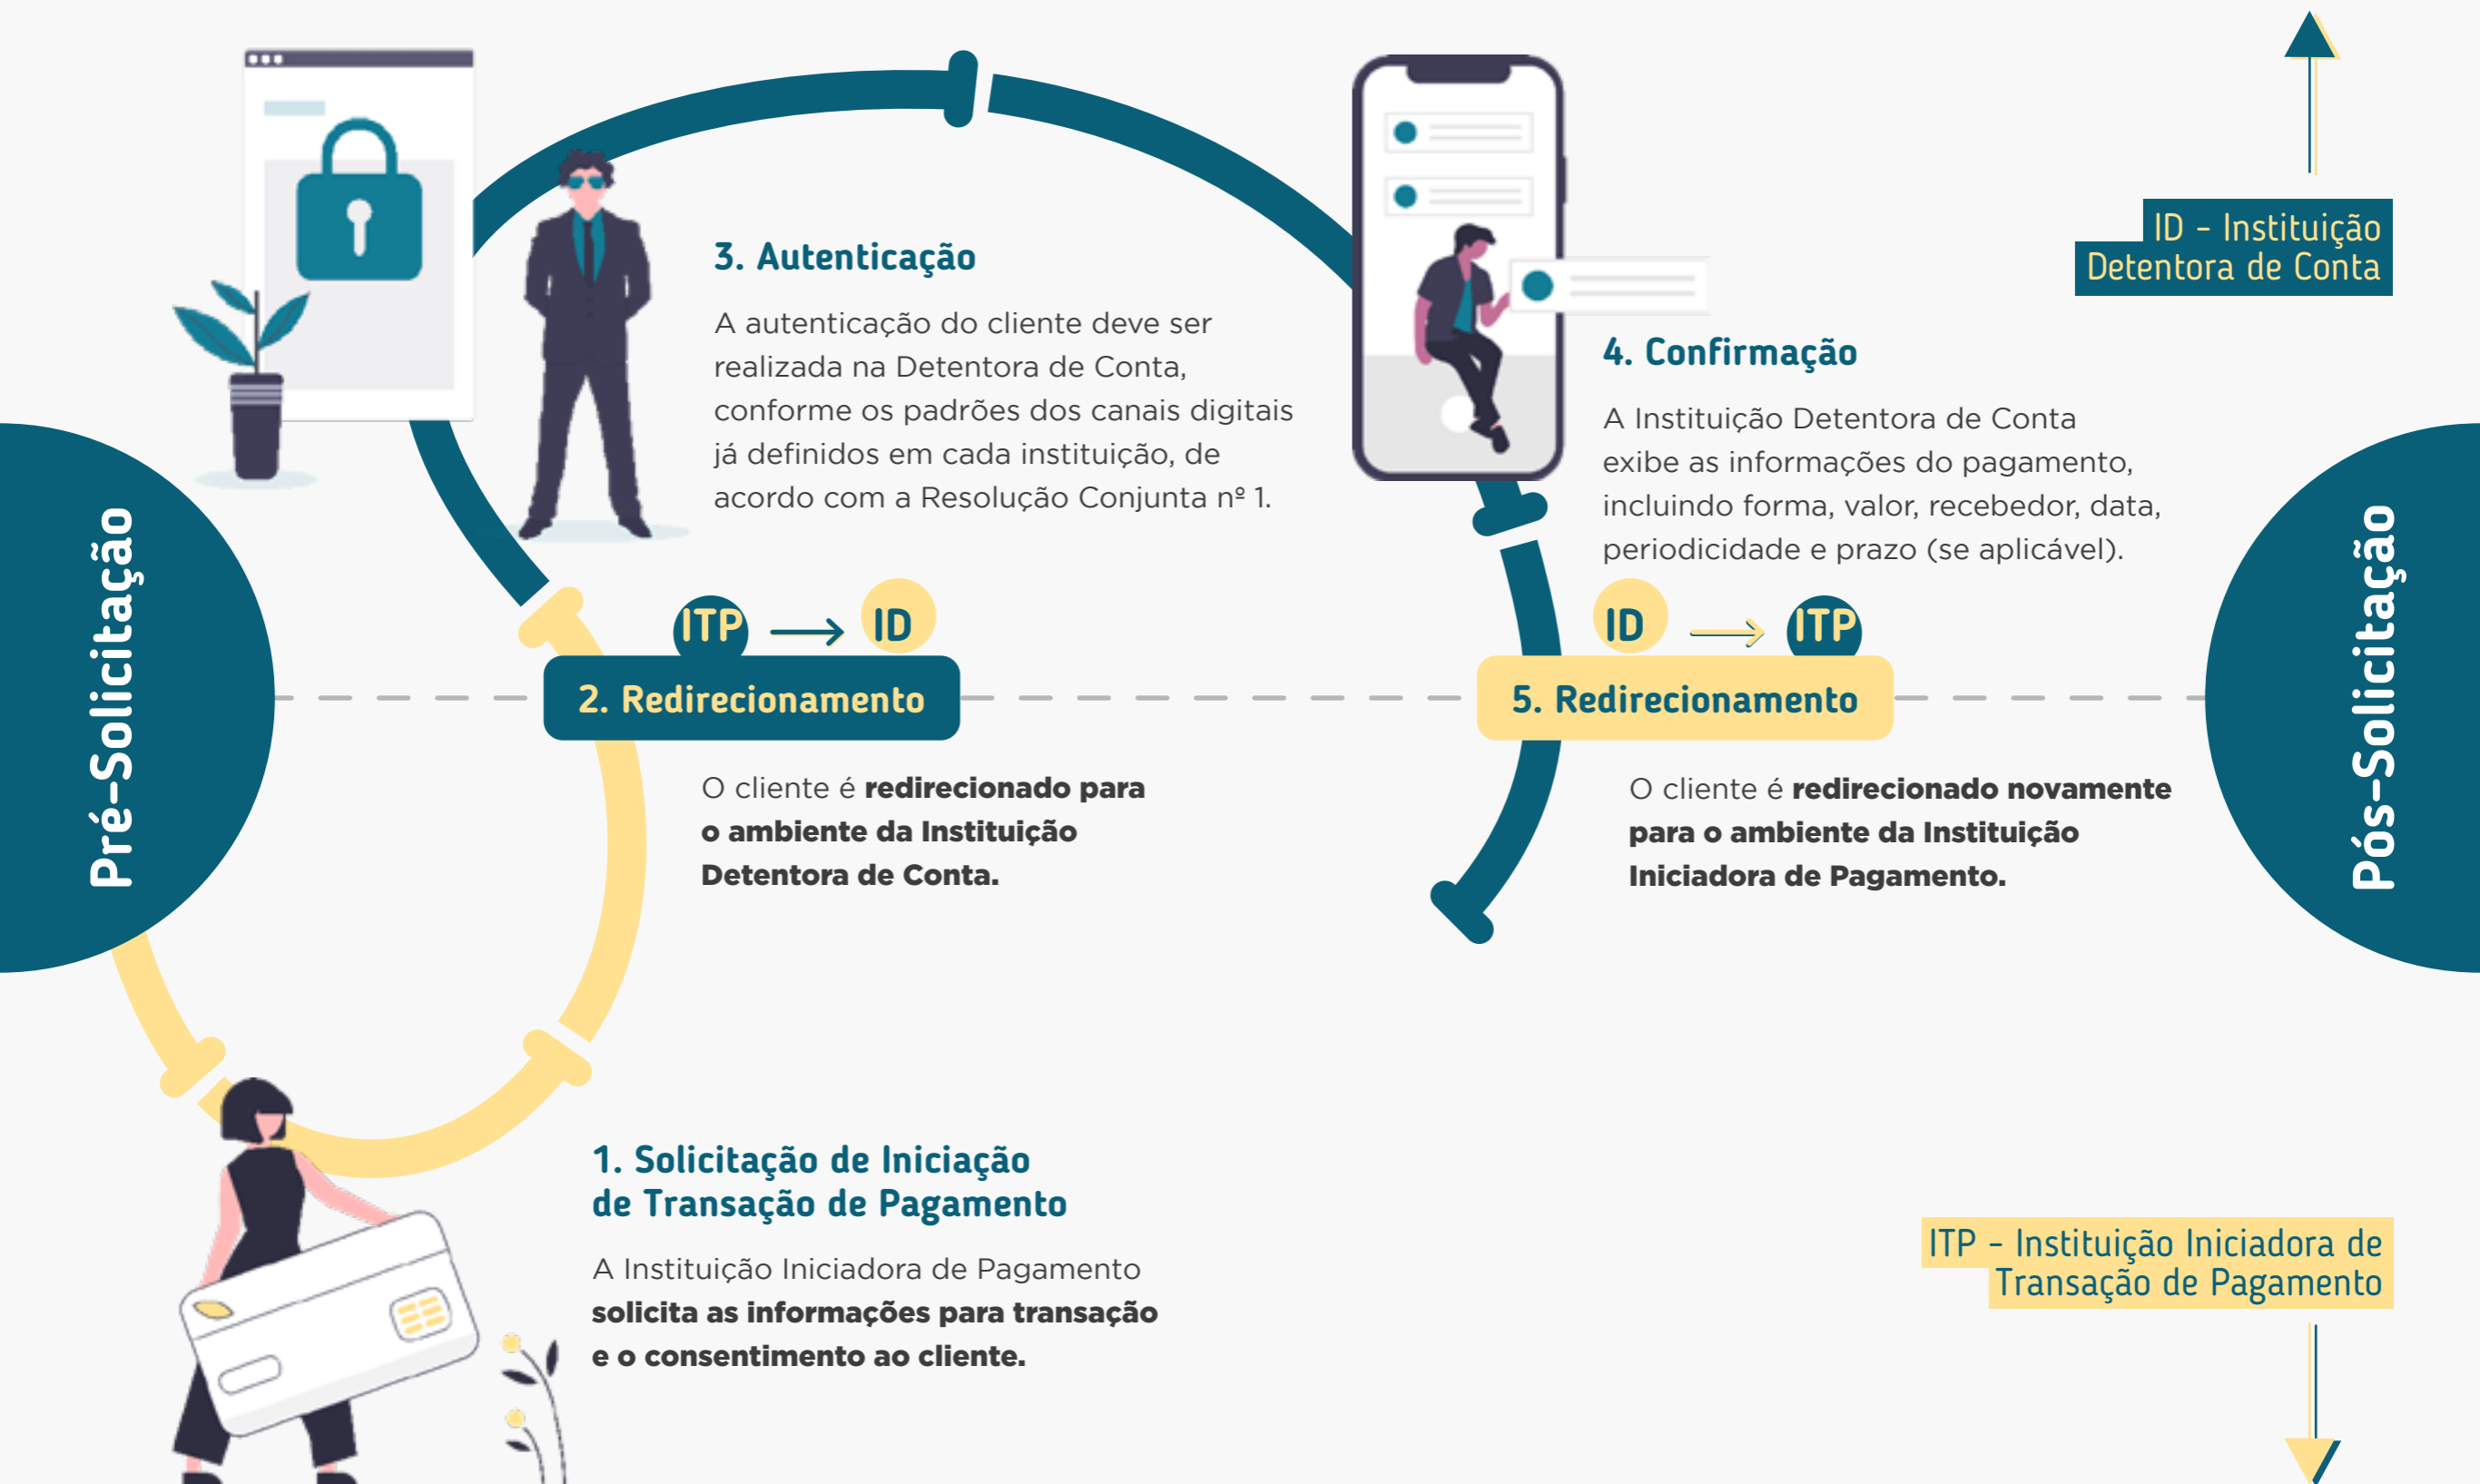 Pré-Solicitação
3. Autenticação
A autenticação do cliente deve ser
realizada na Detentora de Conta,
conforme os padrões dos canais digitais
já definidos em cada instituição, de
acordo com a Resolução Conjunta nº 1.
ID - Instituição
Detentora de Conta
4. Confirmação
A Instituição Detentora de Conta
exibe as informações do pagamento,
incluindo forma, valor, recebedor, data,
periodicidade e prazo (se aplicável).
ITP
ID
2. Redirecionamento
O cliente é redirecionado para
o ambiente da Instituição
Detentora de Conta.
ID
ITP
5. Redirecionamento
O cliente é redirecionado novamente
para o ambiente da Instituição
Iniciadora de Pagamento.
Pós-Solicitação
1. Solicitação de Iniciação
de Transação de Pagamento
A Instituição Iniciadora de Pagamento
solicita as informações para transação
e o consentimento ao cliente.
ITP - Instituição Iniciadora de
Transação de Pagamento